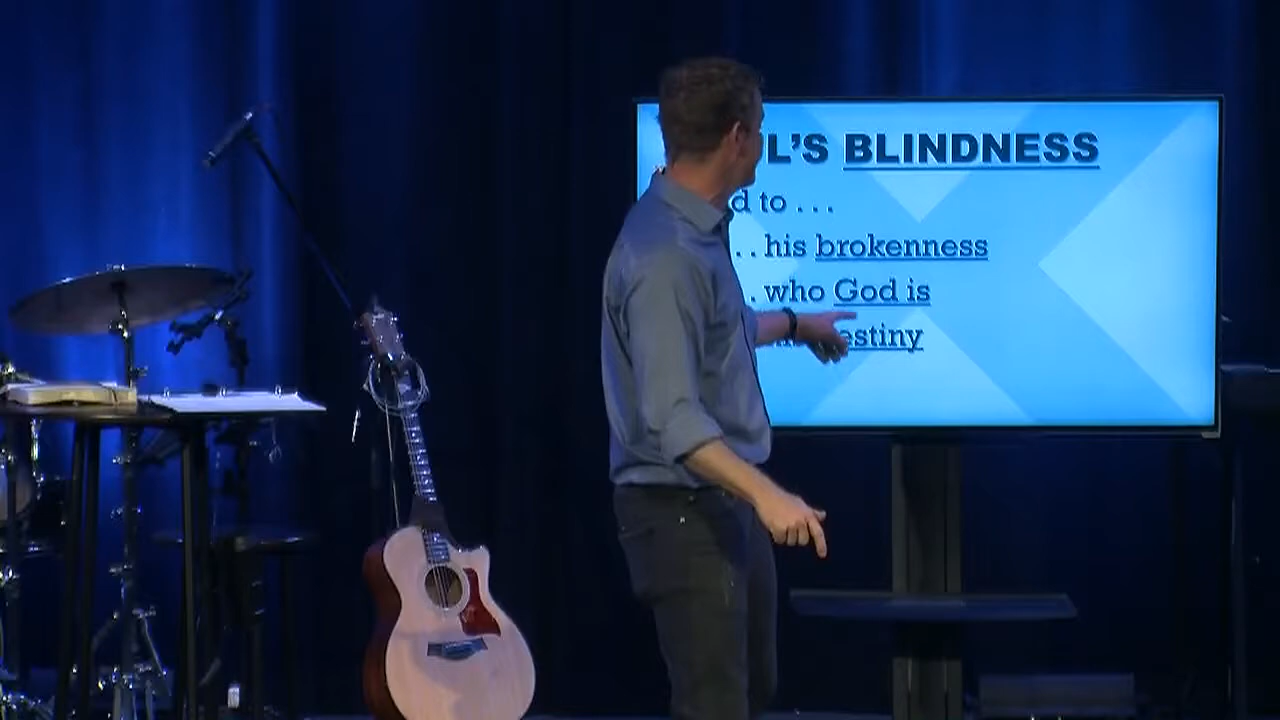 L’S BLINDNESS
d to . . .
. . his brokenness
. who God is
estiny